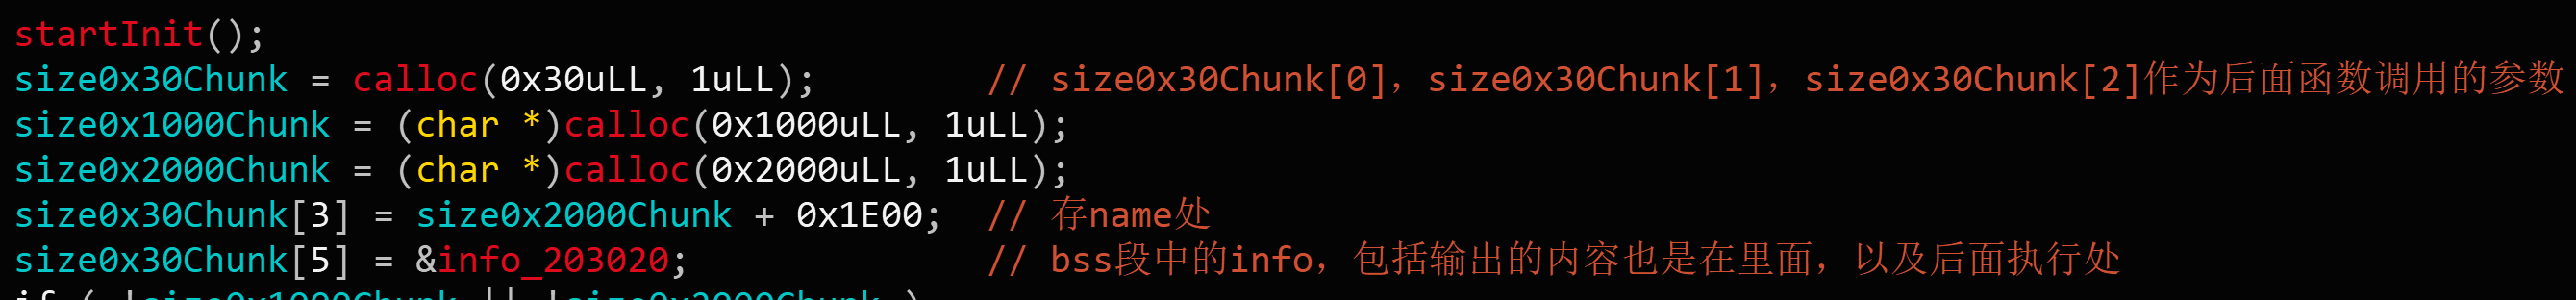 startInit();
size0x30Chunk = calloc(0x30uLL, 1uLL);        // size0x30Chunk[0]，size0x30Chunk[1]，size0x30Chunk[2]作为后面函数调用的参数
size0x1000Chunk = (char *)calloc(0x1000uLL, 1uLL);
size0x2000Chunk = (char *)calloc(0x2000uLL, 1uLL);
size0x30Chunk[3] = size0x2000Chunk + 0x1E00;  // 存name处
size0x30Chunk[5] = &info_203020;              // bss段中的info，包括输出的内容也是在里面，以及后面执行处
if ( !size0x1000Chunk || !size0x2000Chunk )